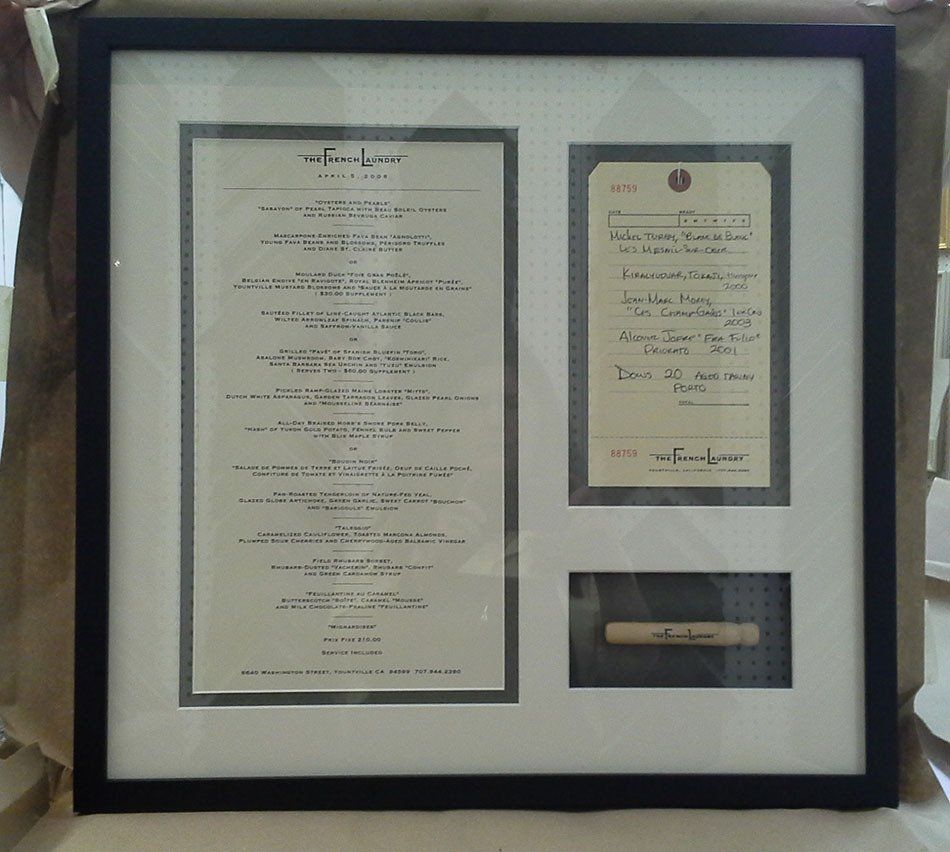 THE FRENCH LAUNDRY
APRIL 5, 2006
"OYSTERS AND PEARLS"
"SABAYON" OF PEARL TAPIOCA WITH BEAU SOLEIL OYSTERS
AND RUSSIAN SEVRUGA CAVIAR
MARCARPONE-ENRICHED FAVA BEAN "AGNOLOTTI",
YOUNG FAVA BEANS AND BLOSSOMS, PÉRIGORD TRUFFLES
AND DIANE ST. CLAIRE BUTTER
OR
MOULARD DUCK "FOIE GRAS POÊLÉ",
BELGIAN ENDIVE "EN RAVIGOTE", ROYAL BLENHEIM APRICOT "PURÉE",
YOUNTVILLE MUSTARD BLOSSOMS AND "SAUCE À LA MOUTARDE EN GRAINS"
( $30.00 SUPPLEMENT )
SAUTÉED FILLET OF LINE-CAUGHT ATLANTIC BLACK BASS,
WILTED ARROWLEAF SPINACH, PARSNIP "COULIS"
AND SAFFRON-VANILLA SAUCE
OR
GRILLED "PAVÉ" OF SPANISH BLUEFIN "TORO",
ABALONE MUSHROOM, BABY BOK CHOY, "KOSHIHIKARI" RICE,
SANTA BARBARA SEA URCHIN AND "YUZU" EMULSION
( SERVES TWO - $60.00 SUPPLEMENT )
PICKLED RAMP-GLAZED MAINE LOBSTER "MITTS",
DUTCH WHITE ASPARAGUS, GARDEN TARRAGON LEAVES, GLAZED PEARL ONIONS
AND "MOUSSELINE BÉARNAISE"
ALL-DAY BRAISED HOBB'S SHORE PORK BELLY,
"HASH" OF YUKON GOLD POTATO, FENNEL BULB AND SWEET PEPPER
WITH BLIS MAPLE SYRUP
OR
"BOUDIN NOIR"
"SALADE DE POMMES DE TERRE ET LAITUE FRISÉE, OEUF DE CAILLE POCHÉ,
CONFITURE DE TOMATE ET VINAIGRETTE À LA POITRINE FUMÉE"
PAN-ROASTED TENDERLOIN OF NATURE-FED VEAL,
GLAZED GLOBE ARTICHOKE, GREEN GARLIC, SWEET CARROT "BOUCHON"
AND "BARIGOULE" EMULSION
"TALEGGIO"
CARAMELIZED CAULIFLOWER, TOASTED MARCONA ALMONDS,
PLUMPED SOUR CHERRIES AND CHERRYWOOD-AGED BALSAMIC VINEGAR
FIELD RHUBARB SORBET,
RHUBARB-DUSTED "VACHERIN", RHUBARB "CONFIT"
AND GREEN CARDAMOM SYRUP
"FEUILLANTINE AU CARAMEL"
BUTTERSCOTCH "BOÎTE", CARAMEL "MOUSSE"
AND MILK CHOCOLATE-PRALINE "FEUILLANTINE"
"MIGNARDISES"
PRIX FIXE 210.00
SERVICE INCLUDED
6640 WASHINGTON STREET, YOUNTVILLE CA 94599 707.944.2380
88759
DATE READY
S M T W T F S
MICHEL TURGY, "BLANC DE BLANC"
LES MESNIL-SUR-OGER
KIRALYUDVAR, TOKAJI, Hungary
2000
JEAN-MARC MOREY,
"LES CHAMP-GAINS" 1er CRU
2003
"ERA
PRIORATO 2001
DOWS 20 AGED TAWNY
PORTO
TOTAL
88759 THE FRENCH LAUNDRY
YOUNTVILLE, CALIFORNIA 707.944.2380
THE FRENCH LAUNDRY